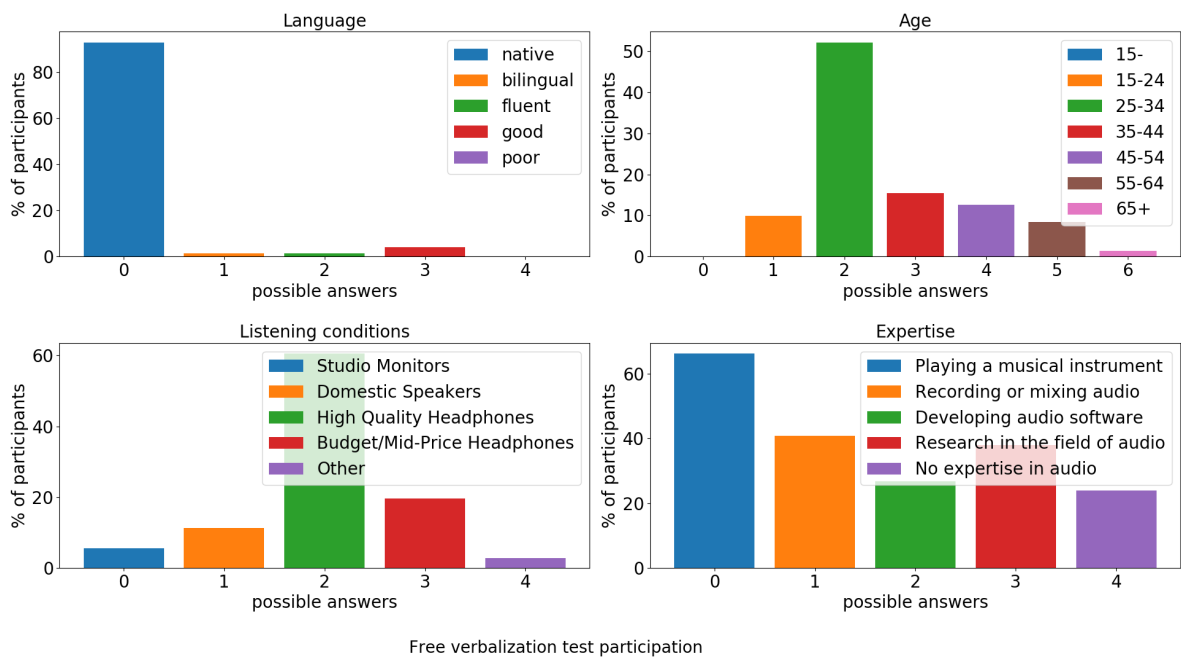 Language
% of participants
80
60
40
20
0
0 1 2 3 4
possible answers
native
bilingual
fluent
good
poor
Age
% of participants
50
40
30
20
10
0
0 1 2 3 4 5 6
possible answers
15-
15-24
25-34
35-44
45-54
55-64
65+
Listening conditions
% of participants
60
40
20
0
0 1 2 3 4
possible answers
Studio Monitors
Domestic Speakers
High Quality Headphones
Budget/Mid-Price Headphones
Other
Expertise
% of participants
60
40
20
0
0 1 2 3 4
possible answers
Playing a musical instrument
Recording or mixing audio
Developing audio software
Research in the field of audio
No expertise in audio
Free verbalization test participation